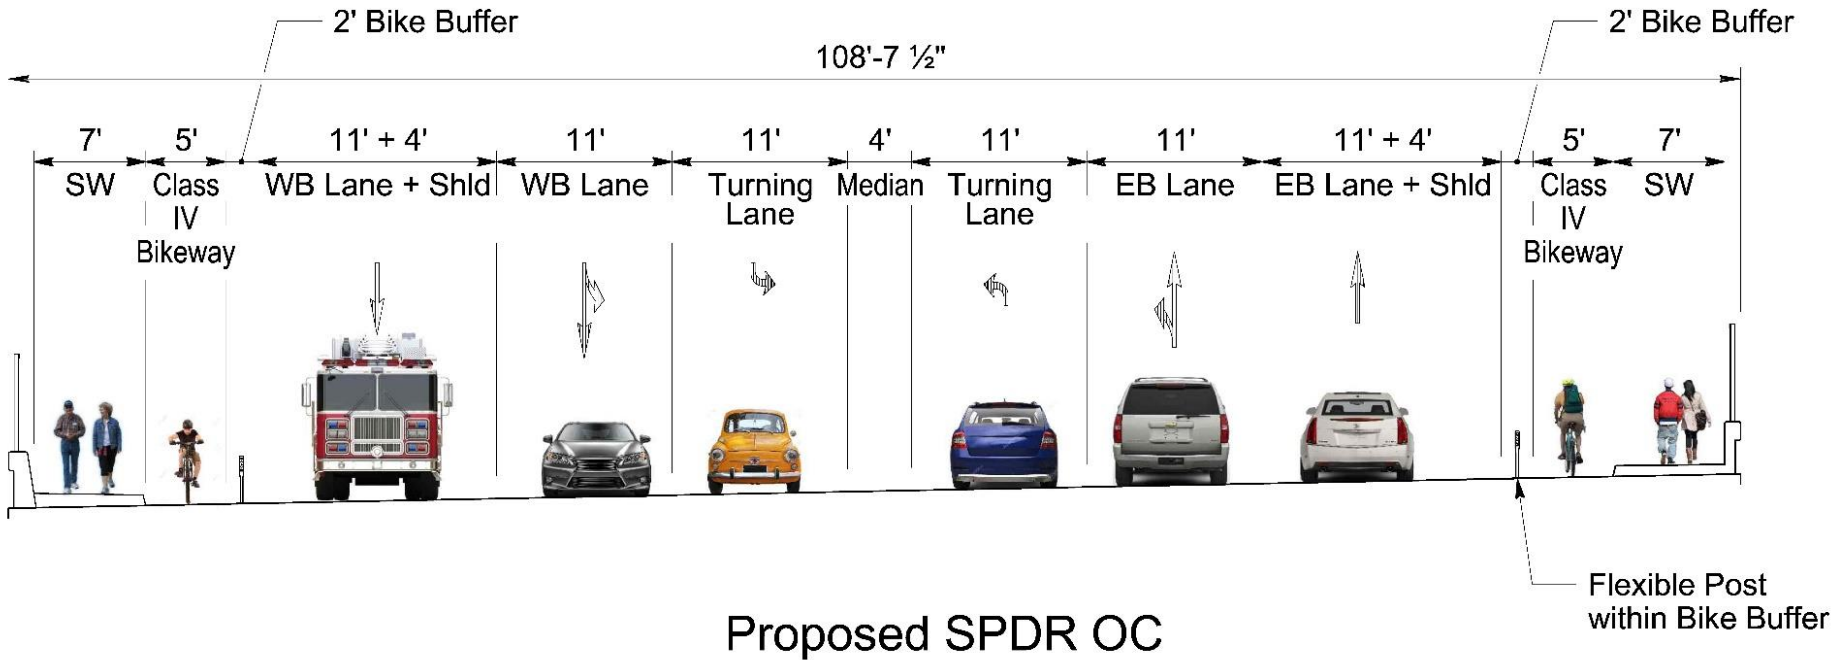 2' Bike Buffer
2' Bike Buffer
108'-7 ½"
7'
5'
11' + 4'
11'
11'
4'
11'
11'
11' + 4'
5'
7'
SW
Class
IV
Bikeway
WB Lane + Shld
WB Lane
Turning
Lane
Median
Turning
Lane
EB Lane
EB Lane + Shld
Class
IV
Bikeway
SW
Flexible Post
within Bike Buffer
Proposed SPDR OC